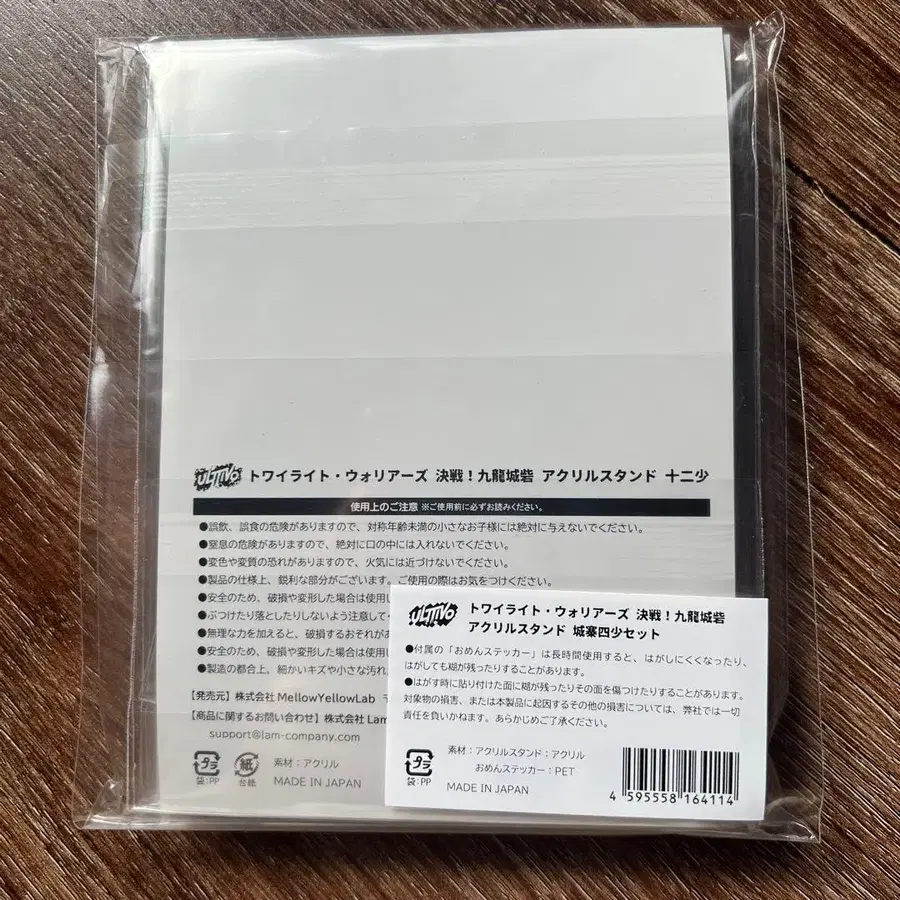 ULTIVO トワイライト・ウォリアーズ 決戦!九龍城砦 アクリルスタンド 十二少
使用上のご注意 ※ご使用前に必ずお読みください。
●誤飲、誤食の危険がありますので、対称年齢未満の小さなお子様には絶対に与えないでください。
●窒息の危険がありますので、絶対に口の中には入れないでください。
●変色や変質の恐れがありますので、火気には近づけないでください。
●製品の仕様上、鋭利な部分がございます。ご使用の際はお気をつけください。
●安全のため、破損や変形した場合は使用し
●ぶつけたり落としたりしないよう注意して
●無理な力を加えると、破損するおそれがあ
●安全のため、破損や変形した場合は使用し
●製造の都合上、細かいキズや小さな汚れ
【発売元】株式会社 MellowYellowLab 〒
【商品に関するお問い合わせ】株式会社 Lam
support@lam-company.com
プラ
袋:PP
紙
台紙
素材:アクリル
MADE IN JAPAN
ULTIVO トワイライト・ウォリアーズ 決戦!九龍城砦
アクリルスタンド 城寨四少セット
●付属の「おめんステッカー」は長時間使用すると、はがしにくくなったり、
はがしても糊が残ったりすることがあります。
●はがす時に貼り付けた面に糊が残ったりその面を傷つけたりすることがあります。
対象物の損害、または本製品に起因するその他の損害については、弊社では一切
責任を負いかねます。あらかじめご了承ください。
プラ
袋:PP
素材:アクリルスタンド:アクリル
おめんステッカー:PET
MADE IN JAPAN
4 595558 164114